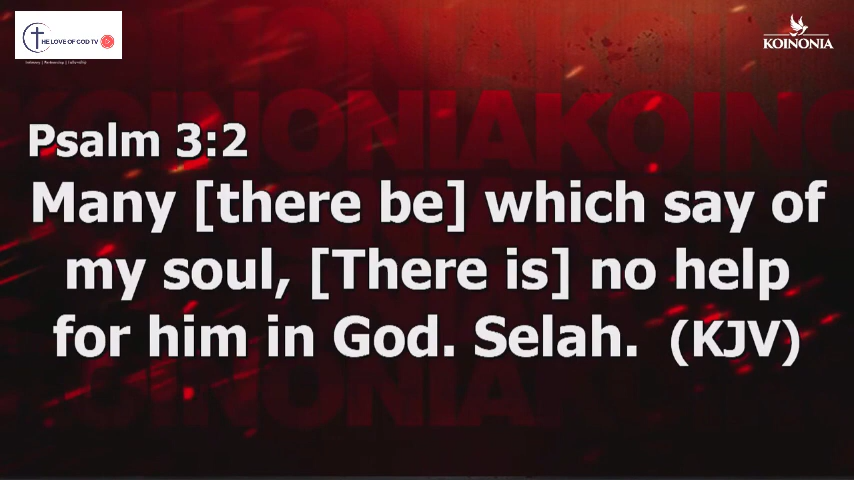 THE LOVE OF GOD TV
KOINONIA
KOINONIAKOINO
Psalm 3:2
Many [there be] which say of
my soul, [There is] no help
for him in God. Selah. (KJV)